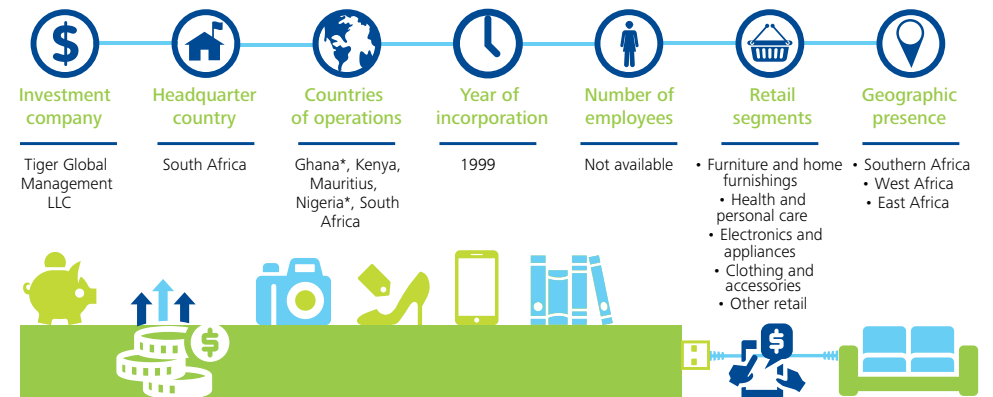 $
Investment
company
Tiger Global
Management
LLC
Headquarter
country
South Africa
Countries
of operations
Ghana*, Kenya,
Mauritius,
Nigeria*, South
Africa
Year of
incorporation
1999
Number of
employees
Not available
Retail
segments
• Furniture and home
furnishings
• Health and
personal care
• Electronics and
appliances
• Clothing and
accessories
• Other retail
Geographic
presence
• Southern Africa
• West Africa
• East Africa
$
$